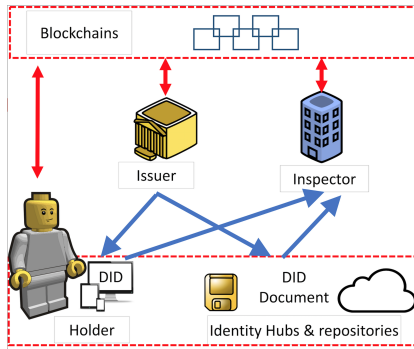 Blockchains
Issuer
Inspector
DID
DID
Document
Holder
Identity Hubs & repositories